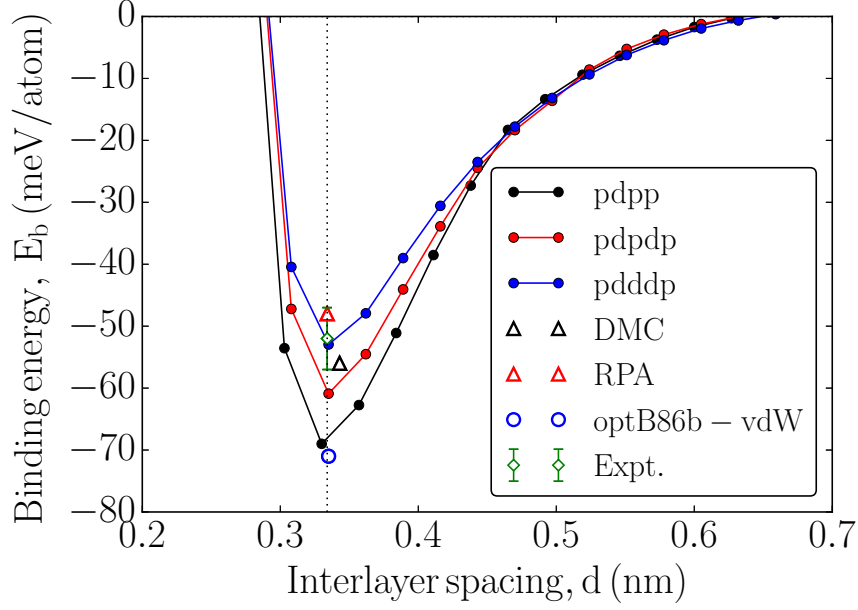 Binding energy, E_b (meV/atom)
0
−10
−20
−30
−40
−50
−60
−70
−80
0.2 0.3 0.4 0.5 0.6 0.7
Interlayer spacing, d (nm)
pdpp
pdpdp
pdddp
DMC
RPA
optB86b − vdW
Expt.